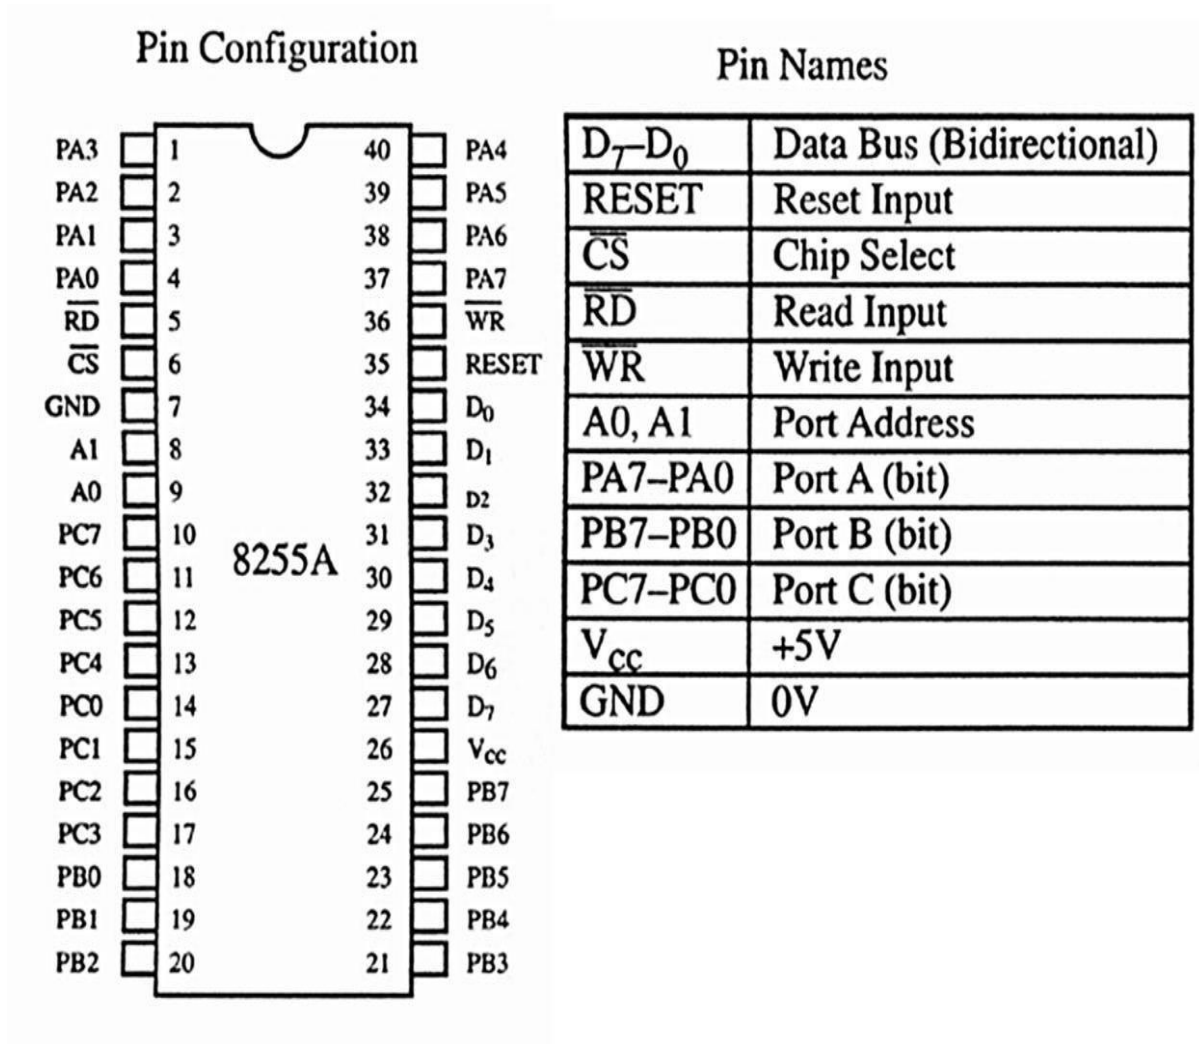 Pin Configuration
PA3 1 40 PA4
PA2 2 39 PA5
PA1 3 38 PA6
PA0 4 37 PA7
R̅D̅ 5 36 W̅R̅
C̅S̅ 6 35 RESET
GND 7 34 D₀
A1 8 33 D₁
A0 9 32 D2
PC7 10 31 D₃
8255A
PC6 11 30 D₄
PC5 12 29 D₅
PC4 13 28 D₆
PC0 14 27 D₇
PC1 15 26 Vcc
PC2 16 25 PB7
PC3 17 24 PB6
PB0 18 23 PB5
PB1 19 22 PB4
PB2 20 21 PB3
Pin Names
D₇–D₀ Data Bus (Bidirectional)
RESET Reset Input
C̅S̅ Chip Select
R̅D̅ Read Input
W̅R̅ Write Input
A0, A1 Port Address
PA7–PA0 Port A (bit)
PB7–PB0 Port B (bit)
PC7–PC0 Port C (bit)
VCC +5V
GND 0V